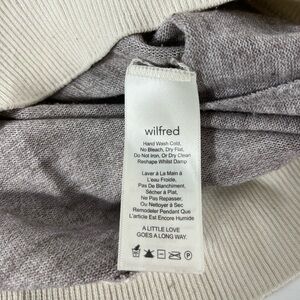 wilfred
Hand Wash Cold,
No Bleach, Dry Flat,
Do Not Iron, Or Dry Clean
Reshape Whilst Damp
Laver à La Main à
L'eau Froide,
Pas De Blanchiment,
Sécher à Plat,
Ne Pas Repasser,
Ou Nettoyer à Sec
Remodeler Pendant Que
L'article Est Encore Humide
A LITTLE LOVE
GOES A LONG WAY.